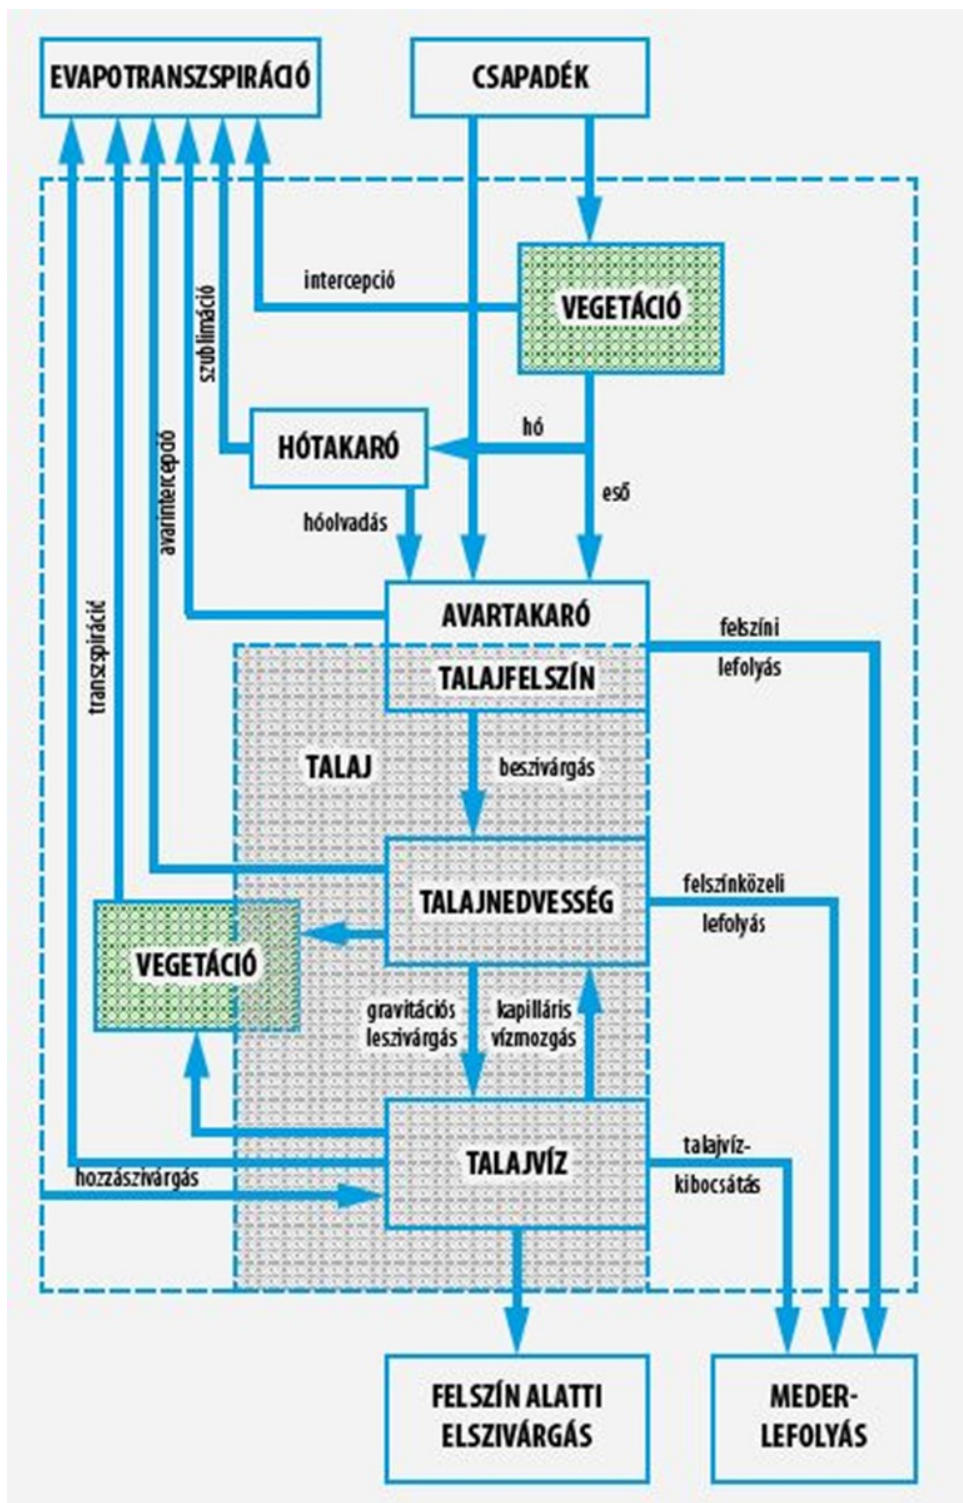 EVAPOTRANSZSPIRÁCIÓ
CSAPADÉK
VEGETÁCIÓ
intercepció
szublimáció
HÓTAKARÓ
hó
eső
avarintercepció
hóolvadás
AVARTAKARÓ
felszíni
lefolyás
TALAJFELSZÍN
transzspiráció
TALAJ
beszivárgás
TALAJNEDVESSÉG
felszínközeli
lefolyás
VEGETÁCIÓ
gravitációs
leszivárgás
kapilláris
vízmozgás
TALAJVÍZ
talajvíz-
kibocsátás
hozzászivárgás
FELSZÍN ALATTI
ELSZIVÁRGÁS
MEDER-
LEFOLYÁS